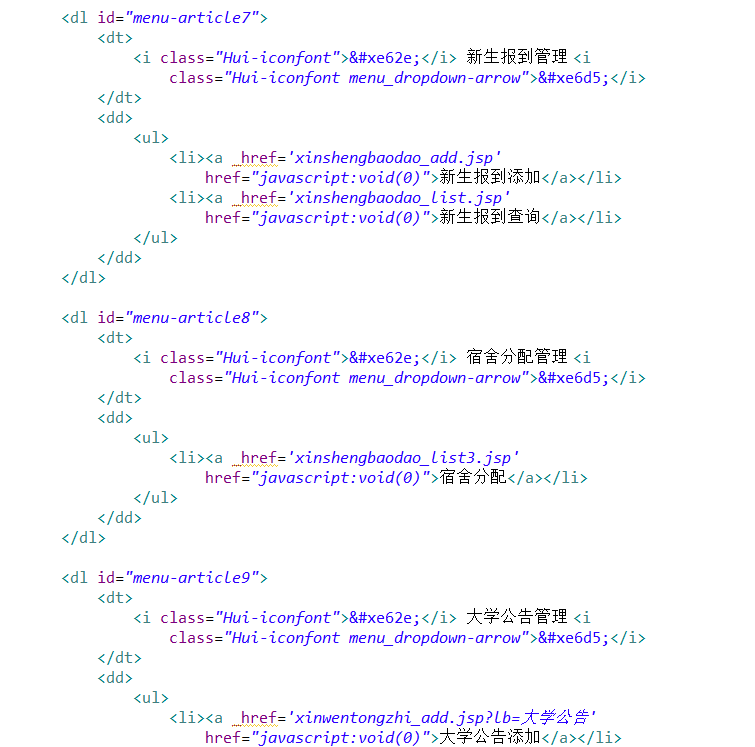 <dl id="menu-article7">
<dt>
<i class="Hui-iconfont">&#xe62e;</i> 新生报到管理 <i
class="Hui-iconfont menu_dropdown-arrow">&#xe6d5;</i>
</dt>
<dd>
<ul>
<li><a _href='xinshengbaodao_add.jsp'
href="javascript:void(0)">新生报到添加</a></li>
<li><a _href='xinshengbaodao_list.jsp'
href="javascript:void(0)">新生报到查询</a></li>
</ul>
</dd>
</dl>
<dl id="menu-article8">
<dt>
<i class="Hui-iconfont">&#xe62e;</i> 宿舍分配管理 <i
class="Hui-iconfont menu_dropdown-arrow">&#xe6d5;</i>
</dt>
<dd>
<ul>
<li><a _href='xinshengbaodao_list3.jsp'
href="javascript:void(0)">宿舍分配</a></li>
</ul>
</dd>
</dl>
<dl id="menu-article9">
<dt>
<i class="Hui-iconfont">&#xe62e;</i> 大学公告管理 <i
class="Hui-iconfont menu_dropdown-arrow">&#xe6d5;</i>
</dt>
<dd>
<ul>
<li><a _href='xinwentongzhi_add.jsp?lb=大学公告'
href="javascript:void(0)">大学公告添加</a></li>